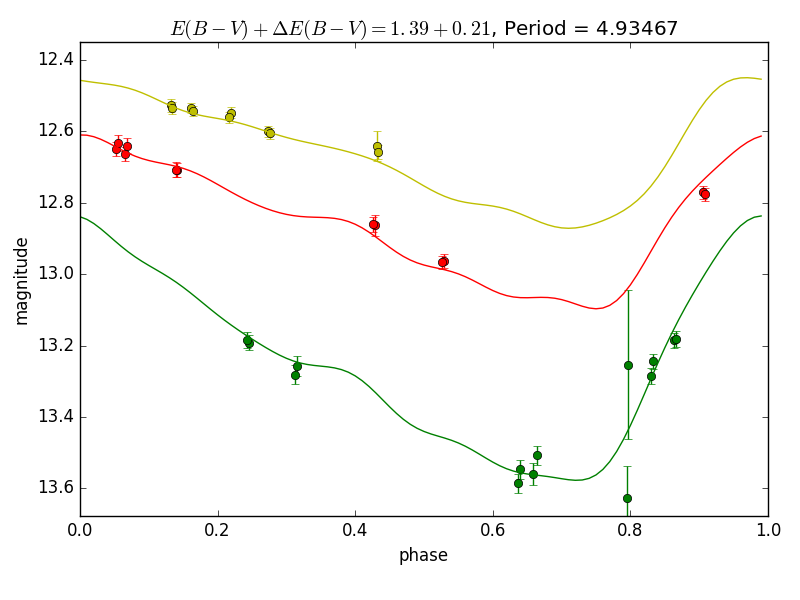 E(B − V) + ΔE(B − V) = 1.39 + 0.21, Period = 4.93467
12.4
12.6
12.8
13.0
13.2
13.4
13.6
magnitude
0.0 0.2 0.4 0.6 0.8 1.0
phase